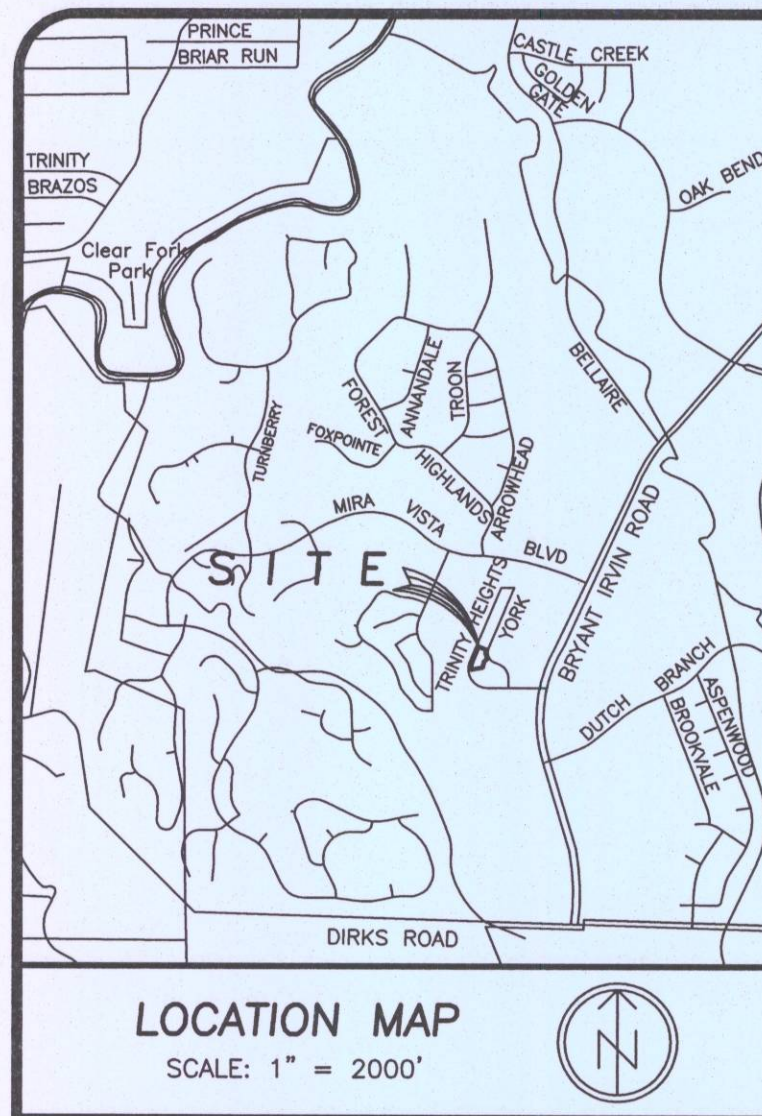 PRINCE
BRIAR RUN
CASTLE CREEK
GOLDEN
GATE
TRINITY
BRAZOS
OAK BEND
Clear Fork
Park
BELLAIRE
ANNANDALE
TROON
FOREST
FOXPOINTE
TURNBERRY
HIGHLANDS
ARROWHEAD
MIRA
VISTA
BLVD
SITE
TRINITY HEIGHTS
YORK
BRYANT IRVIN ROAD
DUTCH BRANCH
ASPENWOOD
BROOKVALE
DIRKS ROAD
LOCATION MAP
SCALE: 1" = 2000'
N